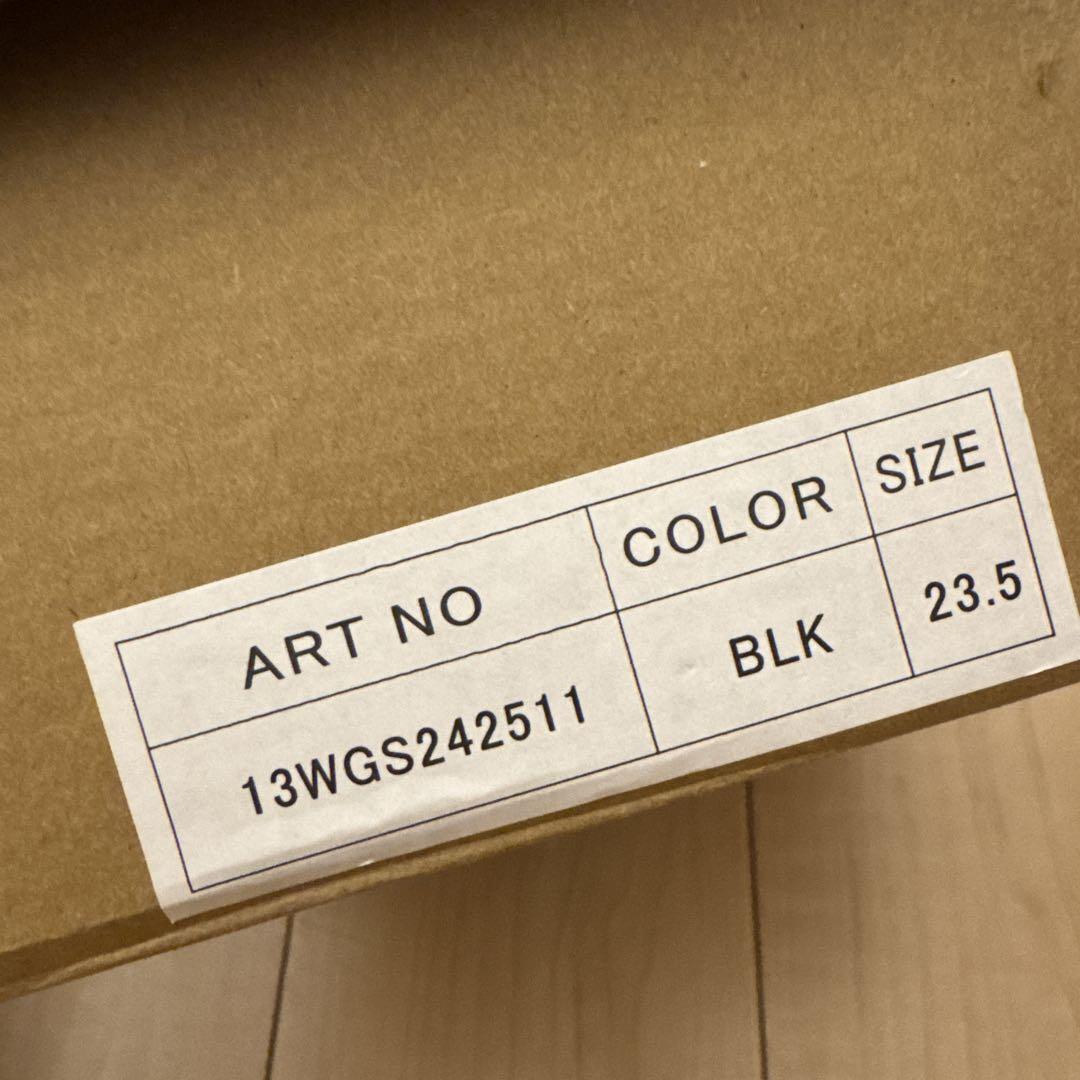 ART NO COLOR SIZE
13WGS242511 BLK 23.5